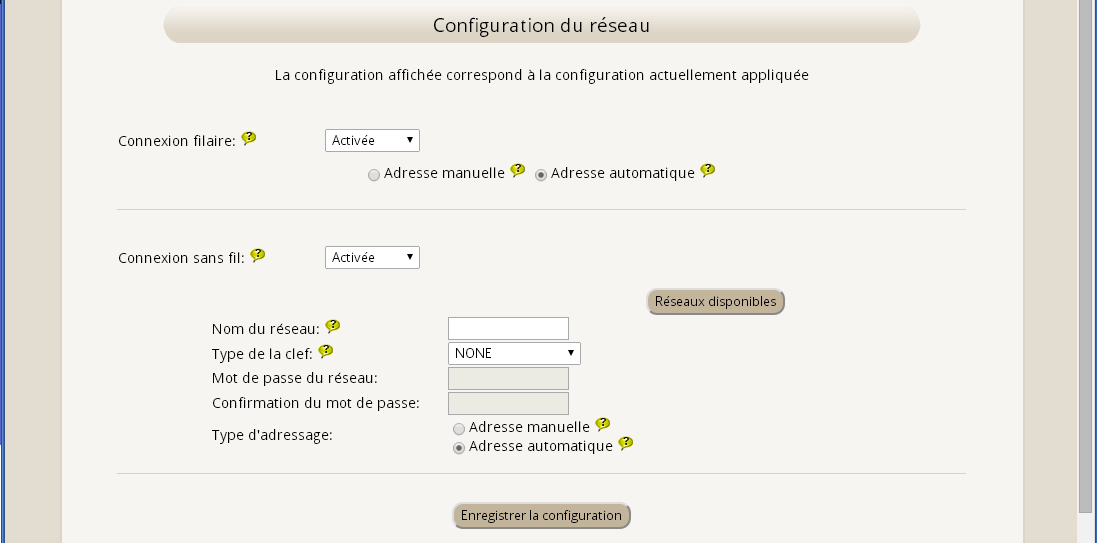 Configuration du réseau
La configuration affichée correspond à la configuration actuellement appliquée
Connexion filaire: ? Activée
Adresse manuelle ? Adresse automatique ?
Connexion sans fil: ? Activée
Réseaux disponibles
Nom du réseau: ?
Type de la clef: ? NONE
Mot de passe du réseau:
Confirmation du mot de passe:
Type d'adressage: Adresse manuelle ?
Adresse automatique ?
Enregistrer la configuration